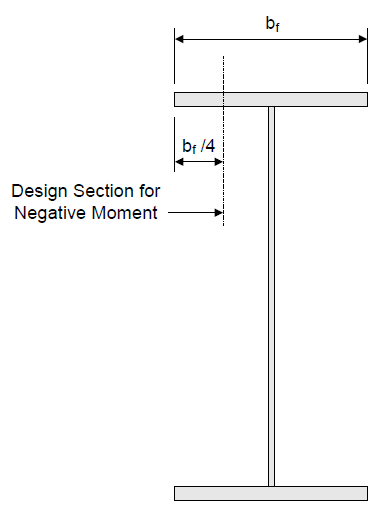 bf
bf /4
Design Section for
Negative Moment